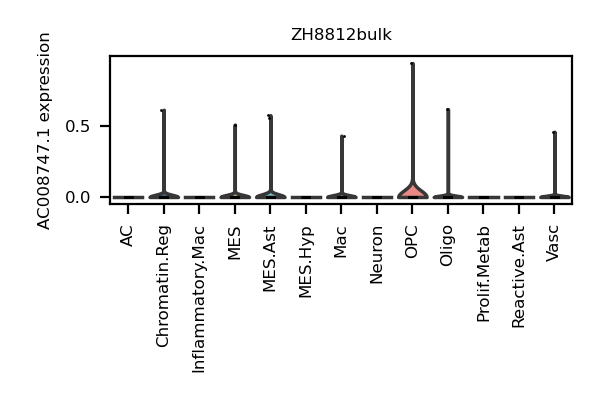 ZH8812bulk
AC008747.1 expression
0.5
0.0
AC
Chromatin.Reg
Inflammatory.Mac
MES
MES.Ast
MES.Hyp
Mac
Neuron
OPC
Oligo
Prolif.Metab
Reactive.Ast
Vasc